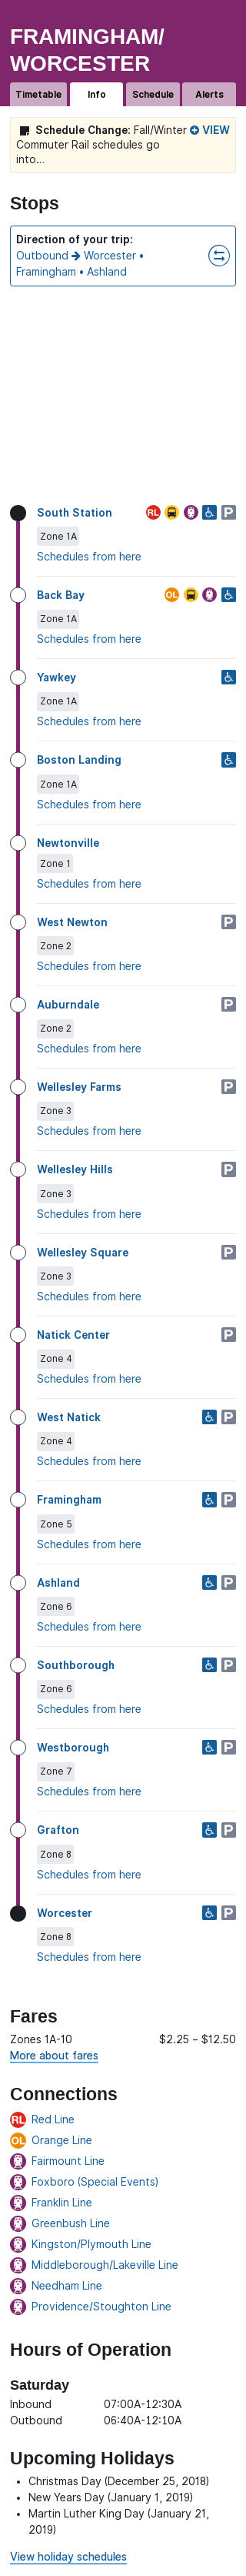 FRAMINGHAM/
WORCESTER
Timetable Info Schedule Alerts
Schedule Change: Fall/Winter VIEW
Commuter Rail schedules go
into...
Stops
Direction of your trip:
Outbound → Worcester •
Framingham • Ashland
South Station RL P
Zone 1A
Schedules from here
Back Bay OL
Zone 1A
Schedules from here
Yawkey
Zone 1A
Schedules from here
Boston Landing
Zone 1A
Schedules from here
Newtonville
Zone 1
Schedules from here
West Newton P
Zone 2
Schedules from here
Auburndale P
Zone 2
Schedules from here
Wellesley Farms P
Zone 3
Schedules from here
Wellesley Hills P
Zone 3
Schedules from here
Wellesley Square P
Zone 3
Schedules from here
Natick Center P
Zone 4
Schedules from here
West Natick P
Zone 4
Schedules from here
Framingham P
Zone 5
Schedules from here
Ashland P
Zone 6
Schedules from here
Southborough P
Zone 6
Schedules from here
Westborough P
Zone 7
Schedules from here
Grafton P
Zone 8
Schedules from here
Worcester P
Zone 8
Schedules from here
Fares
Zones 1A-10 $2.25 – $12.50
More about fares
Connections
RL Red Line
OL Orange Line
Fairmount Line
Foxboro (Special Events)
Franklin Line
Greenbush Line
Kingston/Plymouth Line
Middleborough/Lakeville Line
Needham Line
Providence/Stoughton Line
Hours of Operation
Saturday
Inbound 07:00A-12:30A
Outbound 06:40A-12:10A
Upcoming Holidays
• Christmas Day (December 25, 2018)
• New Years Day (January 1, 2019)
• Martin Luther King Day (January 21,
2019)
View holiday schedules